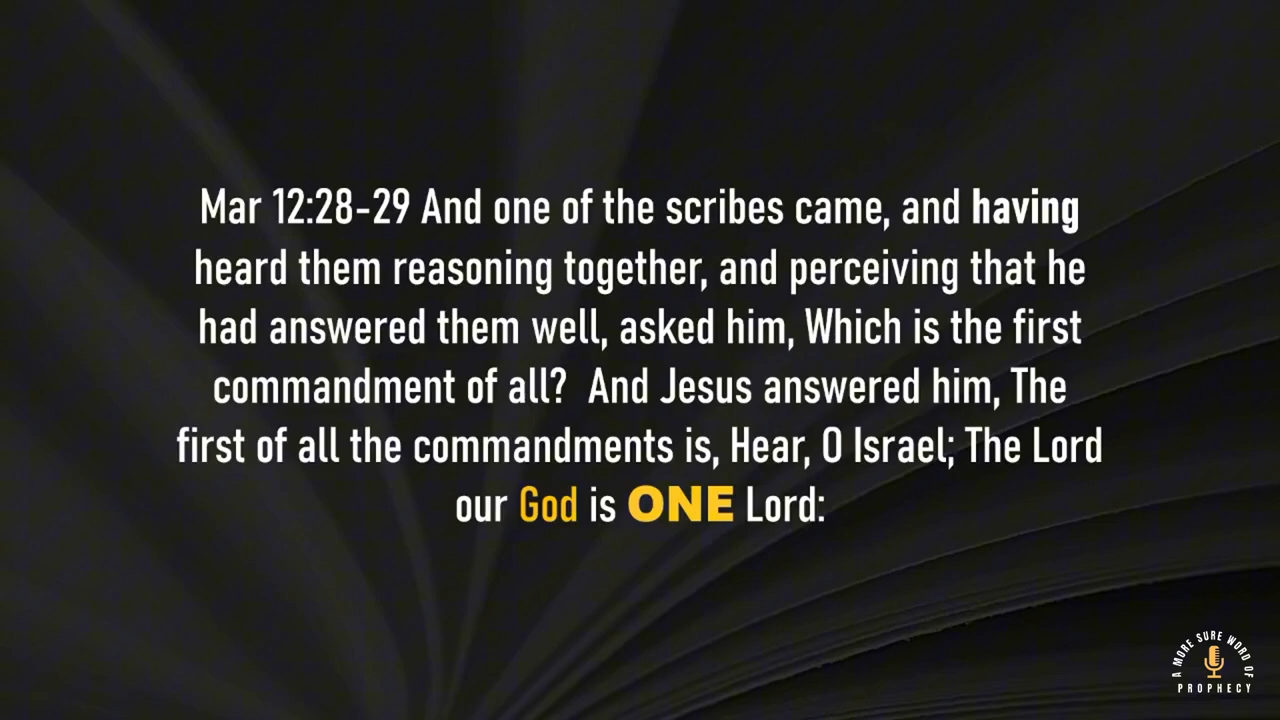 Mar 12:28-29 And one of the scribes came, and having
heard them reasoning together, and perceiving that he
had answered them well, asked him, Which is the first
commandment of all?  And Jesus answered him, The
first of all the commandments is, Hear, O Israel; The Lord
our God is ONE Lord:
A MORE SURE WORD OF
PROPHECY